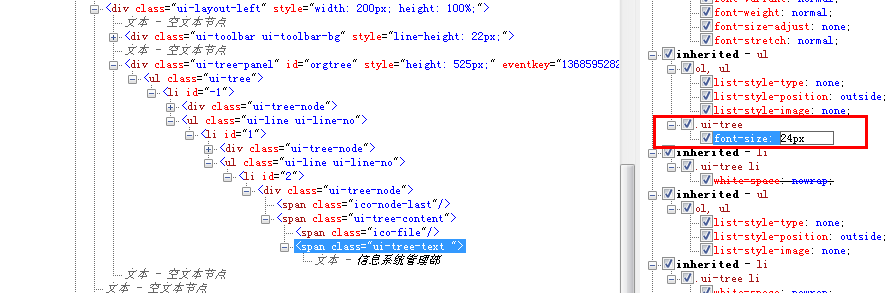 <div class="ui-layout-left" style="width: 200px; height: 100%;">
文本 - 空文本节点
<div class="ui-toolbar ui-toolbar-bg" style="line-height: 22px;">
文本 - 空文本节点
<div class="ui-tree-panel" id="orgtree" style="height: 525px;" eventkey="1368595282
<ul class="ui-tree">
<li id="-1">
<div class="ui-tree-node">
<ul class="ui-line ui-line-no">
<li id="1">
<div class="ui-tree-node">
<ul class="ui-line ui-line-no">
<li id="2">
<div class="ui-tree-node">
<span class="ico-node-last"/>
<span class="ui-tree-content">
<span class="ico-file"/>
<span class="ui-tree-text ">
文本 - 信息系统管理部
文本 - 空文本节点
文本 - 空文本节点
font-weight: normal;
font-size-adjust: none;
font-stretch: normal;
inherited - ul
ol, ul
list-style-type: none;
list-style-position: outside;
list-style-image: none;
.ui-tree
font-size: 24px
inherited - li
.ui-tree li
white-space: nowrap;
inherited - ul
ol, ul
list-style-type: none;
list-style-position: outside;
list-style-image: none;
inherited - li
.ui-tree li
white-space: nowrap;